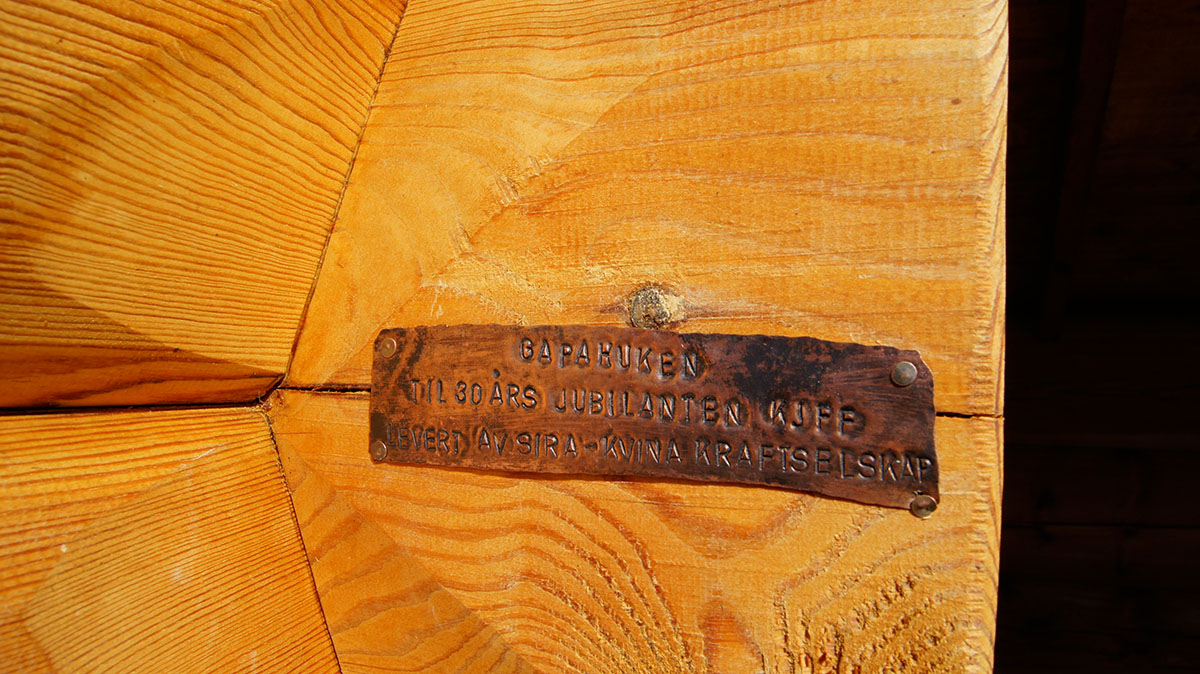 GAPAHUKEN
TIL 30 ÅRS JUBILANTEN KJFF
LEVERT AV SIRA-KVINA KRAFTSELSKAP